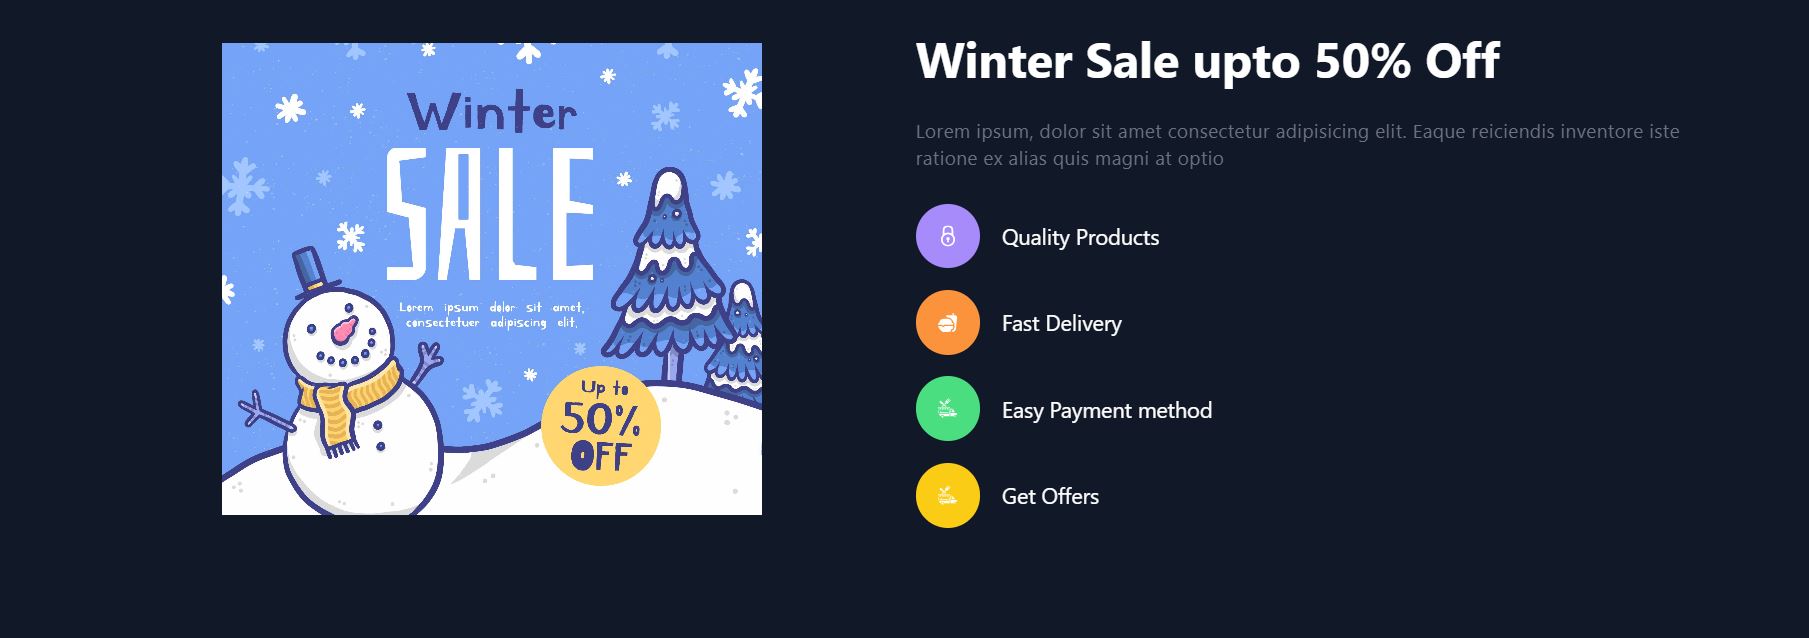 Winter
SALE
Lorem ipsum dolor sit amet,
consectetuer adipiscing elit.
Up to
50%
OFF
Winter Sale upto 50% Off
Lorem ipsum, dolor sit amet consectetur adipisicing elit. Eaque reiciendis inventore iste
ratione ex alias quis magni at optio
Quality Products
Fast Delivery
Easy Payment method
Get Offers